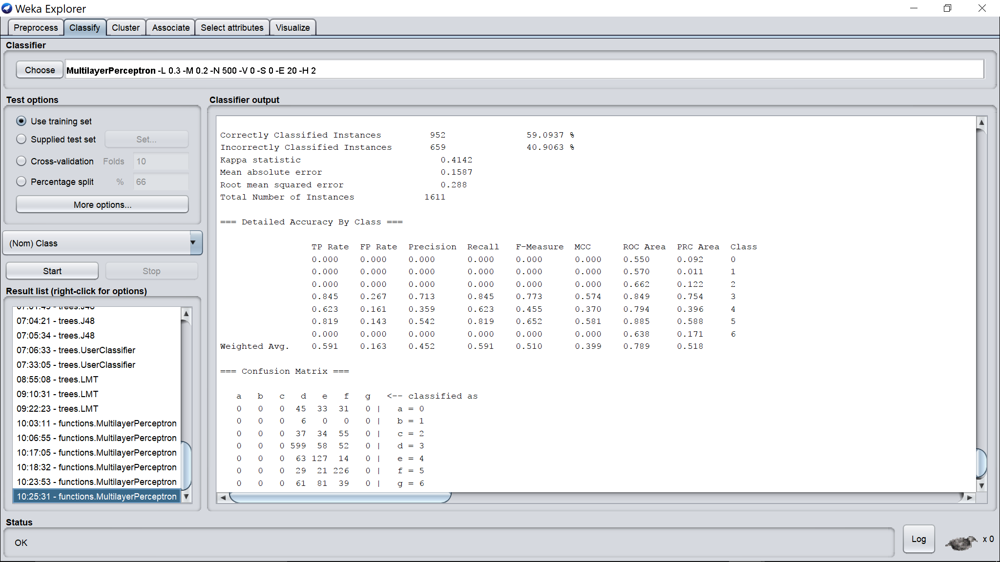 Weka Explorer
Preprocess Classify Cluster Associate Select attributes Visualize
Classifier
Choose MultilayerPerceptron -L 0.3 -M 0.2 -N 500 -V 0 -S 0 -E 20 -H 2
Test options
Use training set
Supplied test set Set...
Cross-validation Folds 10
Percentage split % 66
More options...
(Nom) Class
Start Stop
Result list (right-click for options)
07:01:45 - trees.J48
07:04:21 - trees.J48
07:05:34 - trees.J48
07:06:33 - trees.UserClassifier
07:33:05 - trees.UserClassifier
08:55:08 - trees.LMT
09:10:31 - trees.LMT
09:22:23 - trees.LMT
10:03:11 - functions.MultilayerPerceptron
10:06:55 - functions.MultilayerPerceptron
10:17:05 - functions.MultilayerPerceptron
10:18:32 - functions.MultilayerPerceptron
10:23:53 - functions.MultilayerPerceptron
10:25:31 - functions.MultilayerPerceptron
Classifier output
Correctly Classified Instances 952 59.0937 %
Incorrectly Classified Instances 659 40.9063 %
Kappa statistic 0.4142
Mean absolute error 0.1587
Root mean squared error 0.288
Total Number of Instances 1611
=== Detailed Accuracy By Class ===
TP Rate FP Rate Precision Recall F-Measure MCC ROC Area PRC Area Class
0.000 0.000 0.000 0.000 0.000 0.000 0.550 0.092 0
0.000 0.000 0.000 0.000 0.000 0.000 0.570 0.011 1
0.000 0.000 0.000 0.000 0.000 0.000 0.662 0.122 2
0.845 0.267 0.713 0.845 0.773 0.574 0.849 0.754 3
0.623 0.161 0.359 0.623 0.455 0.370 0.794 0.396 4
0.819 0.143 0.542 0.819 0.652 0.581 0.885 0.588 5
0.000 0.000 0.000 0.000 0.000 0.000 0.638 0.171 6
Weighted Avg. 0.591 0.163 0.452 0.591 0.510 0.399 0.789 0.518
=== Confusion Matrix ===
a b c d e f g <-- classified as
0 0 0 45 33 31 0 | a = 0
0 0 0 6 0 0 0 | b = 1
0 0 0 37 34 55 0 | c = 2
0 0 0 599 58 52 0 | d = 3
0 0 0 63 127 14 0 | e = 4
0 0 0 29 21 226 0 | f = 5
0 0 0 61 81 39 0 | g = 6
Status
OK
Log
x 0